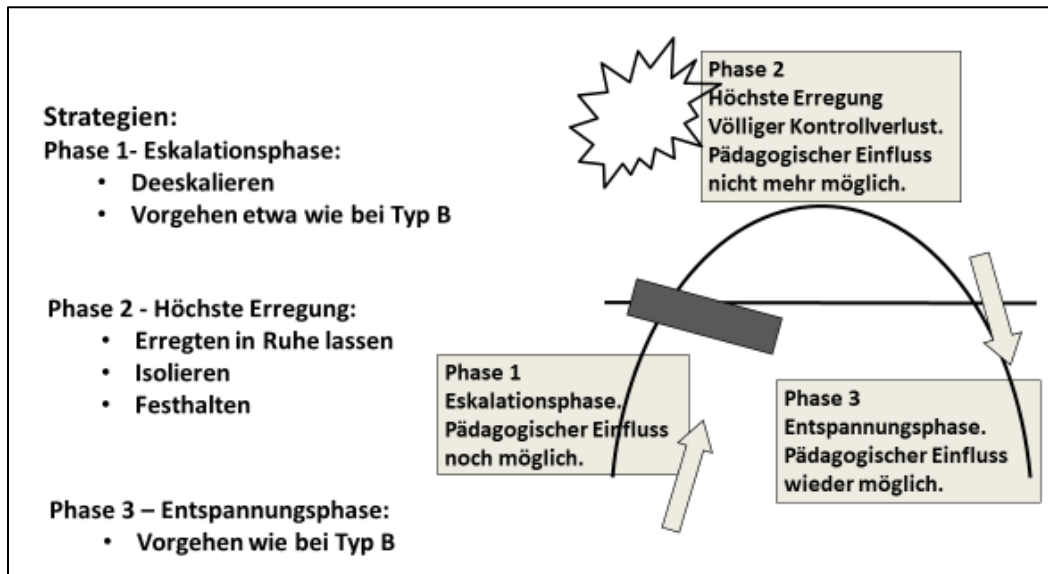 Strategien:
Phase 1- Eskalationsphase:
• Deeskalieren
• Vorgehen etwa wie bei Typ B
Phase 2 - Höchste Erregung:
• Erregten in Ruhe lassen
• Isolieren
• Festhalten
Phase 3 – Entspannungsphase:
• Vorgehen wie bei Typ B
Phase 2
Höchste Erregung
Völliger Kontrollverlust.
Pädagogischer Einfluss
nicht mehr möglich.
Phase 1
Eskalationsphase.
Pädagogischer Einfluss
noch möglich.
Phase 3
Entspannungsphase.
Pädagogischer Einfluss
wieder möglich.